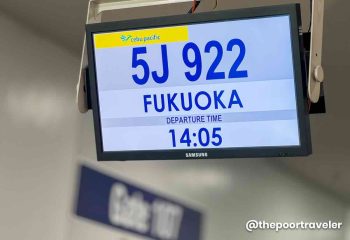 cebu pacific
5J 922
FUKUOKA
DEPARTURE TIME
14:05
SAMSUNG
Gate 107
@thepoortraveler